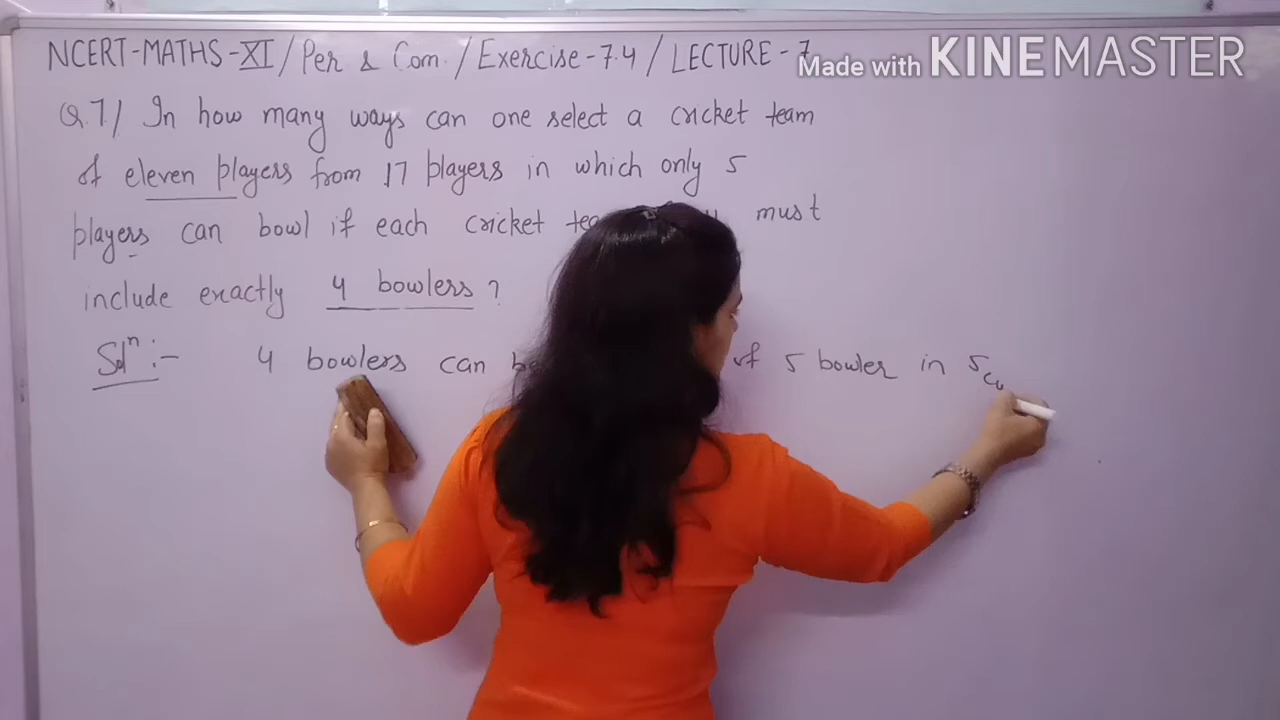 NCERT-MATHS-XI / Per & Com. / Exercise-7.4 / LECTURE-7
Made with KINEMASTER
Q.7/ In how many ways can one select a cricket team
of eleven players from 17 players in which only 5
players can bowl if each cricket must
include exactly 4 bowlers?
Solⁿ:- 4 bowlers can of 5 bowler in 5c4